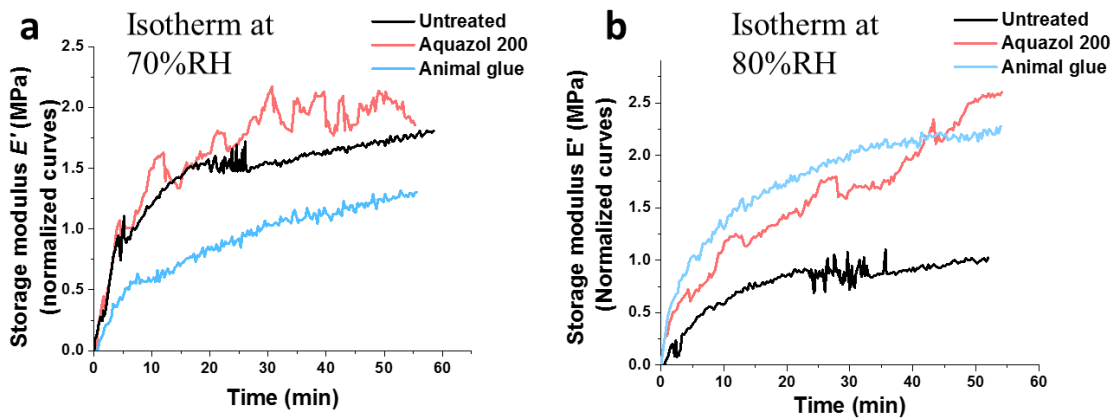 a
Isotherm at
70%RH
Untreated
Aquazol 200
Animal glue
Storage modulus E' (MPa)
(normalized curves)
2.5
2.0
1.5
1.0
0.5
0.0
0 10 20 30 40 50 60
Time (min)
b
Isotherm at
80%RH
Untreated
Aquazol 200
Animal glue
Storage modulus E' (MPa)
(Normalized curves)
2.5
2.0
1.5
1.0
0.5
0.0
0 10 20 30 40 50 60
Time (min)